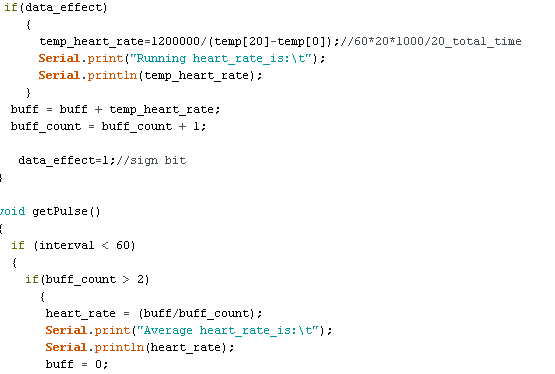 if(data_effect)
{
temp_heart_rate=1200000/(temp[20]-temp[0]);//60*20*1000/20_total_time
Serial.print("Running heart_rate_is:\t");
Serial.println(temp_heart_rate);
}
buff = buff + temp_heart_rate;
buff_count = buff_count + 1;
data_effect=1;//sign bit
}
void getPulse()
{
if (interval < 60)
{
if(buff_count > 2)
{
heart_rate = (buff/buff_count);
Serial.print("Average heart_rate_is:\t");
Serial.println(heart_rate);
buff = 0;